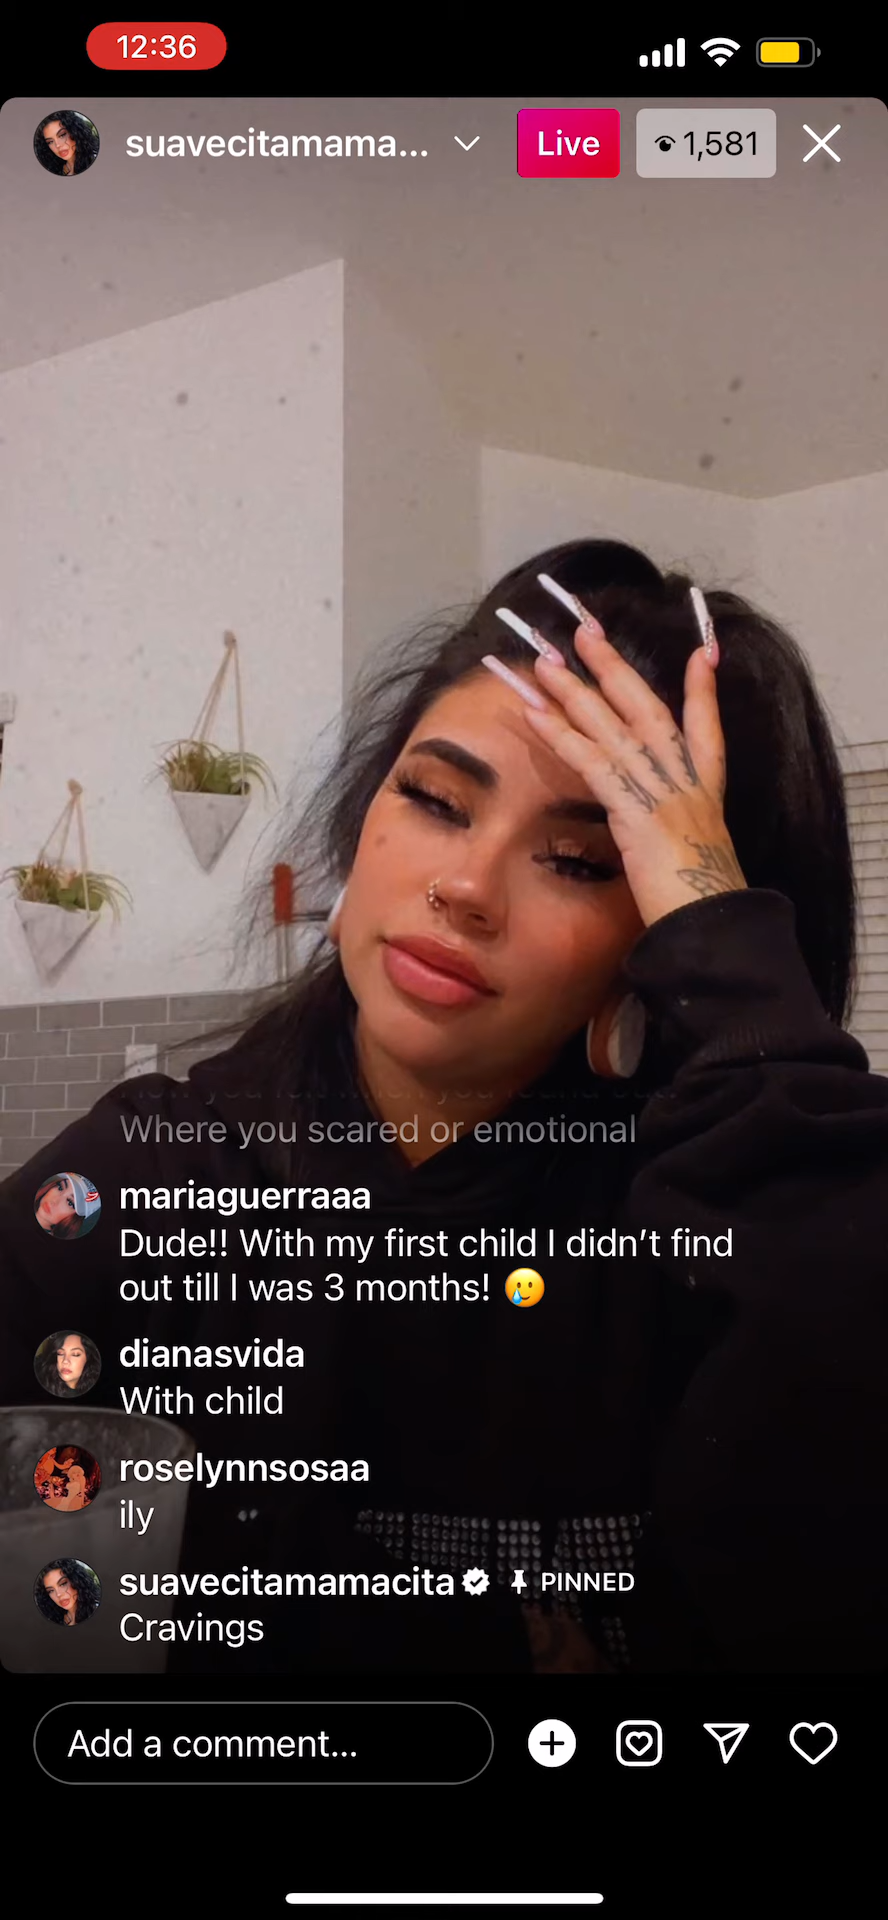 12:36
suavecitamama...
Live
1,581
Where you scared or emotional
mariaguerraaa
Dude!! With my first child I didn’t find
out till I was 3 months! 🥲
dianasvida
With child
roselynnsosaa
ily
suavecitamamacita PINNED
Cravings
Add a comment...